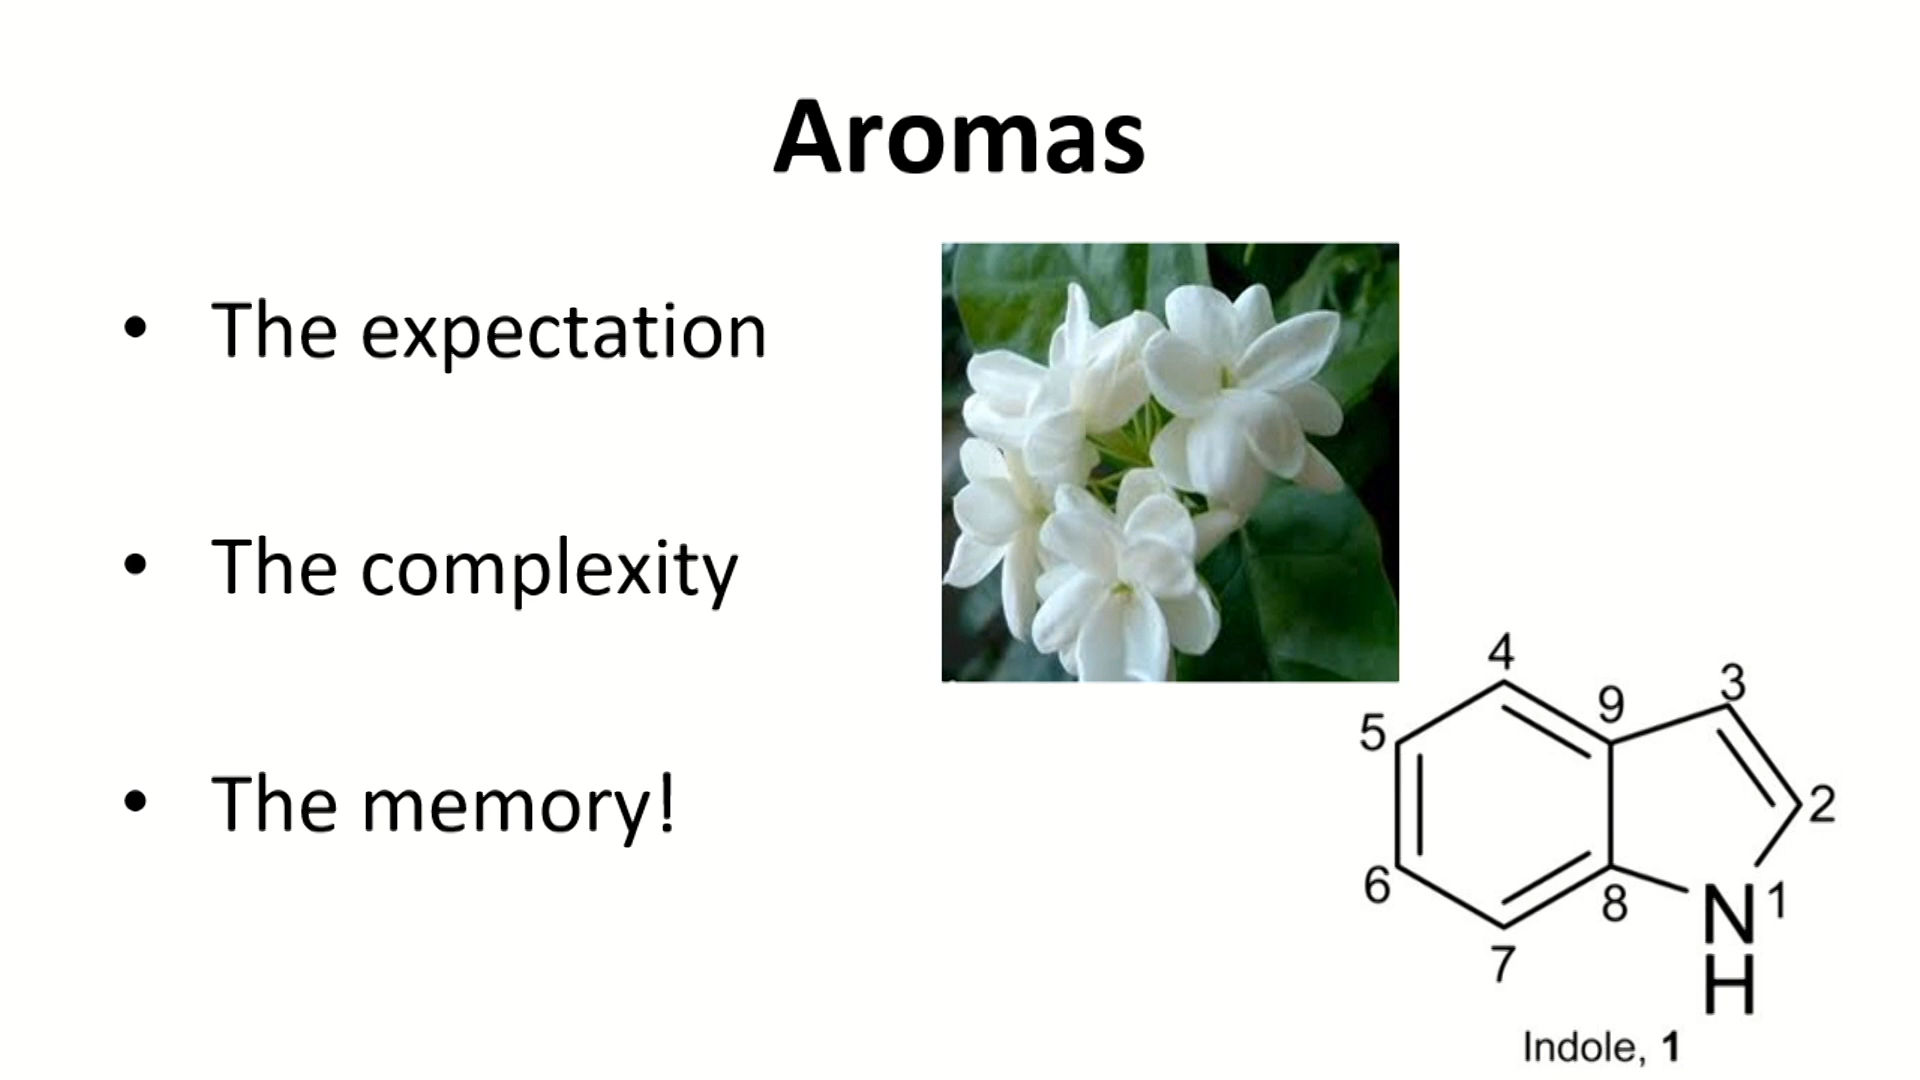 Aromas
• The expectation
• The complexity
• The memory!
4
3
9
5
2
6
8
N 1
H
7
Indole, 1